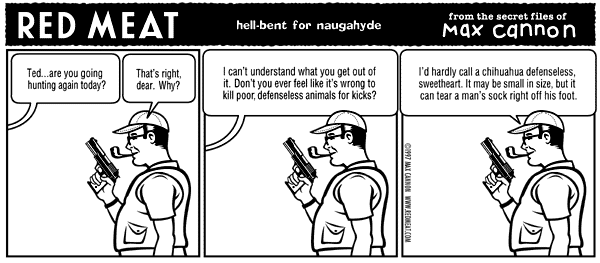 RED MEAT
hell-bent for naugahyde
from the secret files of
Max cannon
Ted...are you going
hunting again today?
That's right,
dear. Why?
I can't understand what you get out of
it. Don't you ever feel like it's wrong to
kill poor, defenseless animals for kicks?
I'd hardly call a chihuahua defenseless,
sweetheart. It may be small in size, but it
can tear a man's sock right off his foot.
©1997 MAX CANNON WWW.REDMEAT.COM